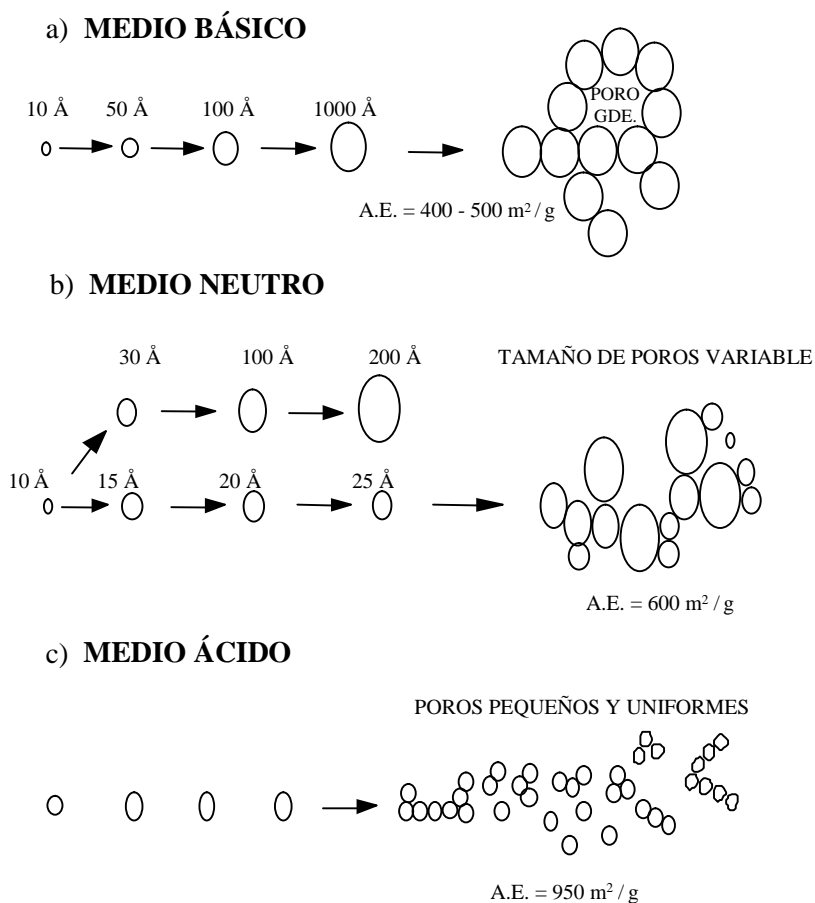 a) MEDIO BÁSICO
10 Å 50 Å 100 Å 1000 Å
PORO
GDE.
A.E. = 400 - 500 m² / g
b) MEDIO NEUTRO
30 Å 100 Å 200 Å TAMAÑO DE POROS VARIABLE
10 Å 15 Å 20 Å 25 Å
A.E. = 600 m² / g
c) MEDIO ÁCIDO
POROS PEQUEÑOS Y UNIFORMES
A.E. = 950 m² / g